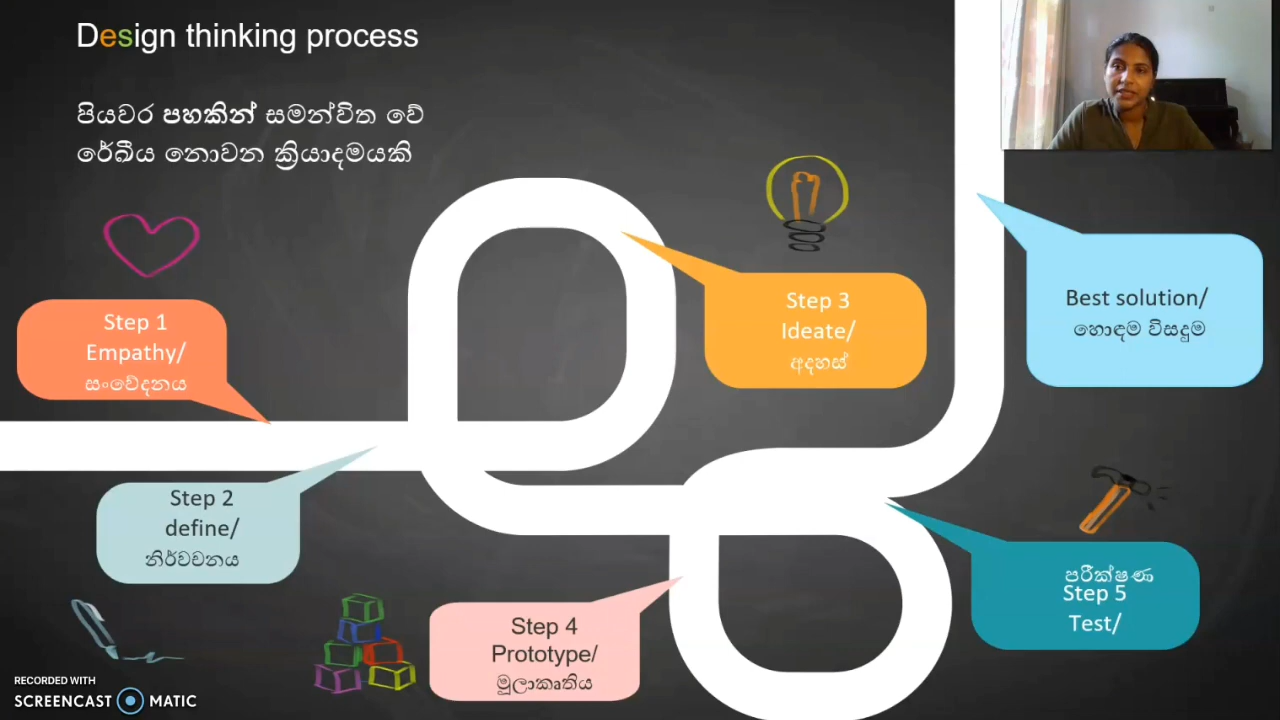 Design thinking process
පියවර පහකින් සමන්විත වේ
රේඛීය නොවන ක්‍රියාදමයකි
Step 1
Empathy/
සංවේදනය
Step 2
define/
නිර්වචනය
Step 3
Ideate/
අදහස්
Step 4
Prototype/
මූලාකෘතිය
පරීක්ෂණ
Step 5
Test/
Best solution/
හොඳම විසදුම
RECORDED WITH
SCREENCAST MATIC